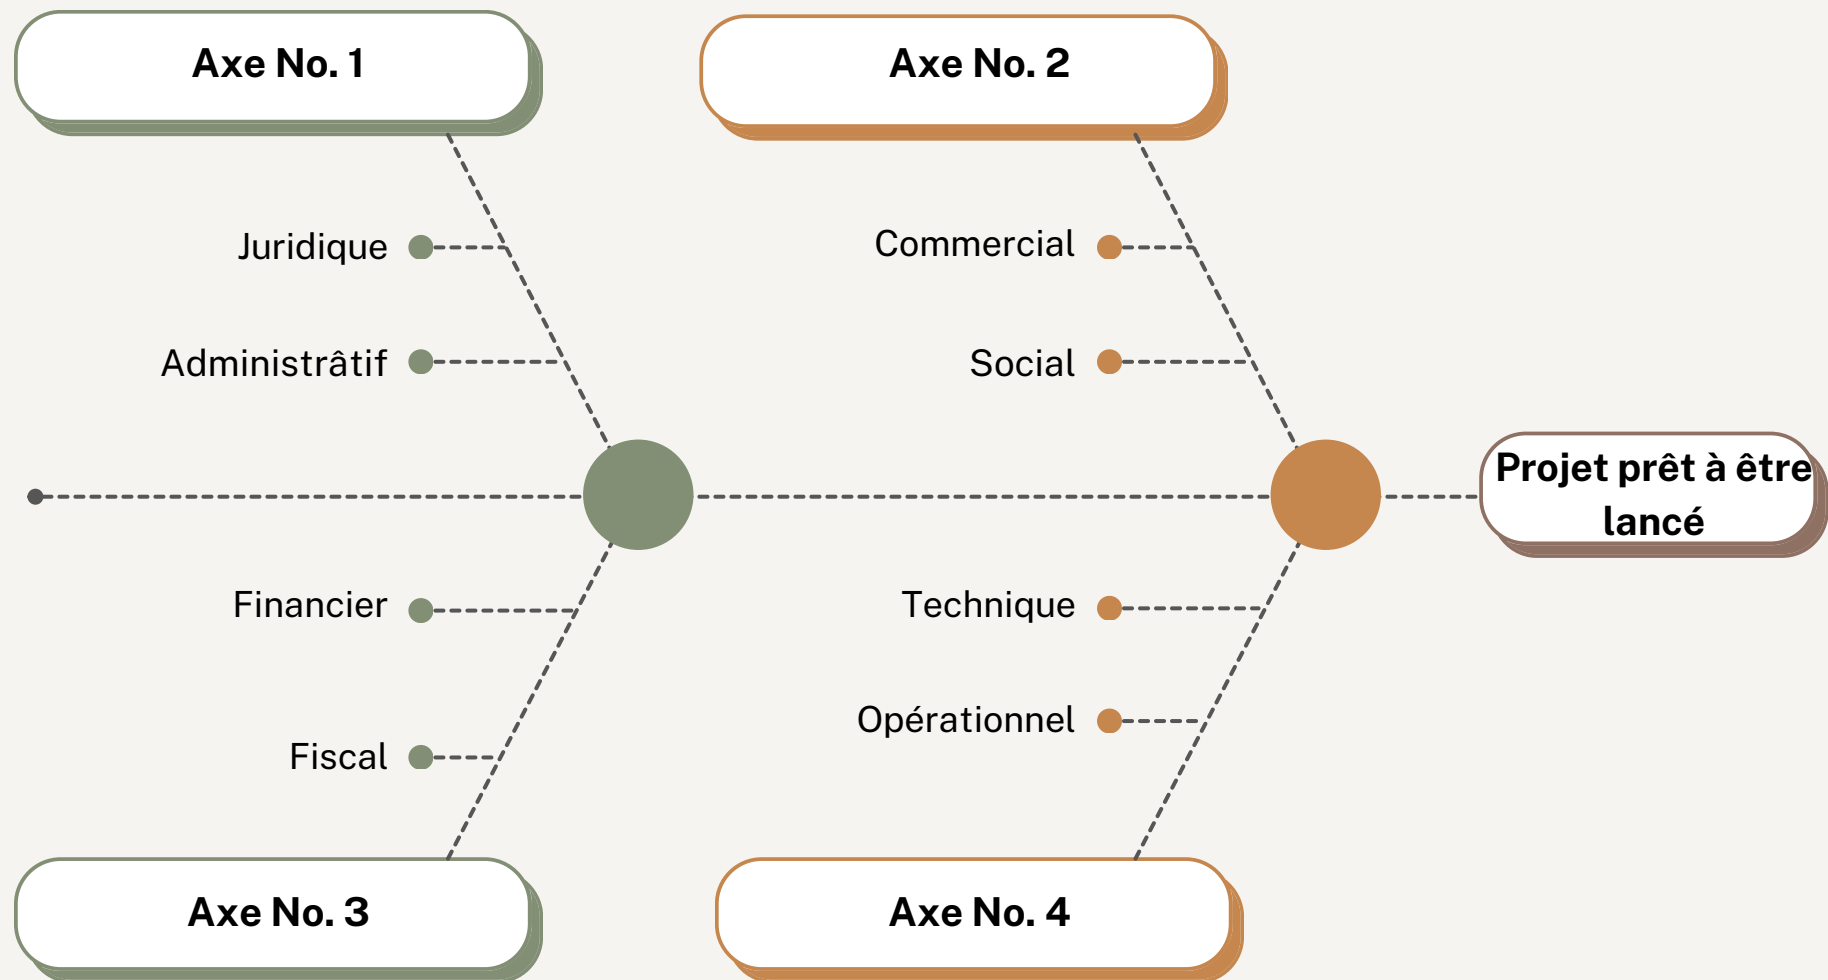 Axe No. 1
Axe No. 2
Juridique
Commercial
Administrâtif
Social
Projet prêt à être
lancé
Financier
Technique
Opérationnel
Fiscal
Axe No. 3
Axe No. 4